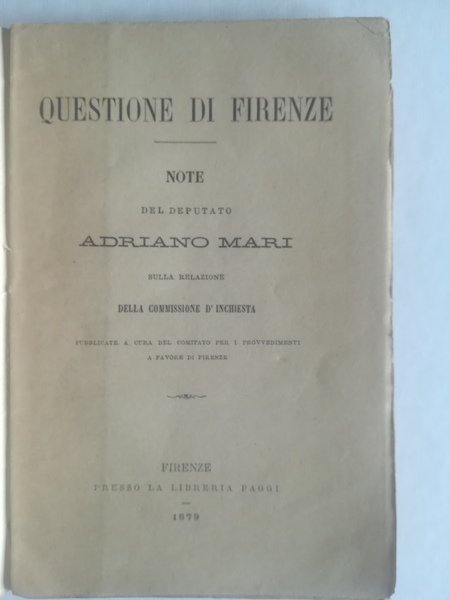 QUESTIONE DI FIRENZE
NOTE
DEL DEPUTATO
ADRIANO MARI
SULLA RELAZIONE
DELLA COMMISSIONE D'INCHIESTA
PUBBLICATE A CURA DEL COMITATO PER I PROVVEDIMENTI
A FAVORE DI FIRENZE
FIRENZE
PRESSO LA LIBRERIA PAGGI
1879